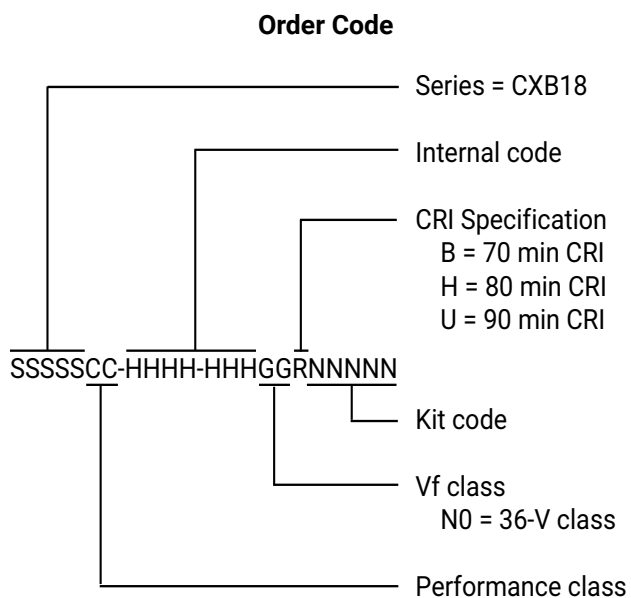 Order Code
Series = CXB18
Internal code
CRI Specification
B = 70 min CRI
H = 80 min CRI
U = 90 min CRI
SSSSSCC-HHHH-HHHGGRNNNNN
Kit code
Vf class
N0 = 36-V class
Performance class